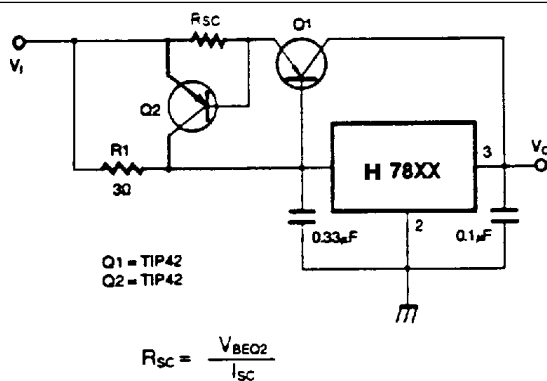 RSC
Q1
VI
Q2
R1
3Ω
H 78XX
3
VO
2
0.33µF
0.1µF
Q1 = TIP42
Q2 = TIP42
RSC = VBEQ2 / ISC